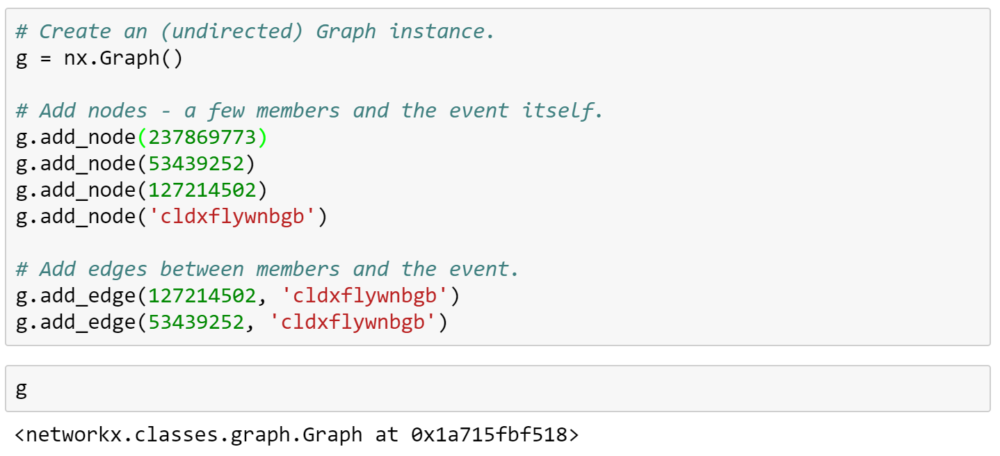 # Create an (undirected) Graph instance.
g = nx.Graph()
# Add nodes - a few members and the event itself.
g.add_node(237869773)
g.add_node(53439252)
g.add_node(127214502)
g.add_node('cldxflywnbgb')
# Add edges between members and the event.
g.add_edge(127214502, 'cldxflywnbgb')
g.add_edge(53439252, 'cldxflywnbgb')
g
<networkx.classes.graph.Graph at 0x1a715fbf518>